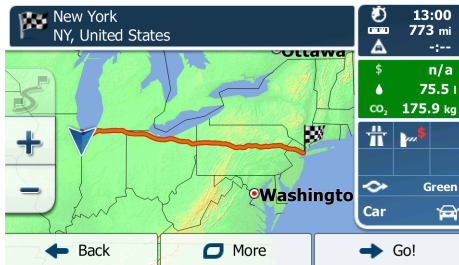 New York
NY, United States
13:00
773 mi
-:--
$ n/a
75.5 l
CO₂ 175.9 kg
$
Green
Car
Ottawa
Washingto
+
−
Back
More
Go!